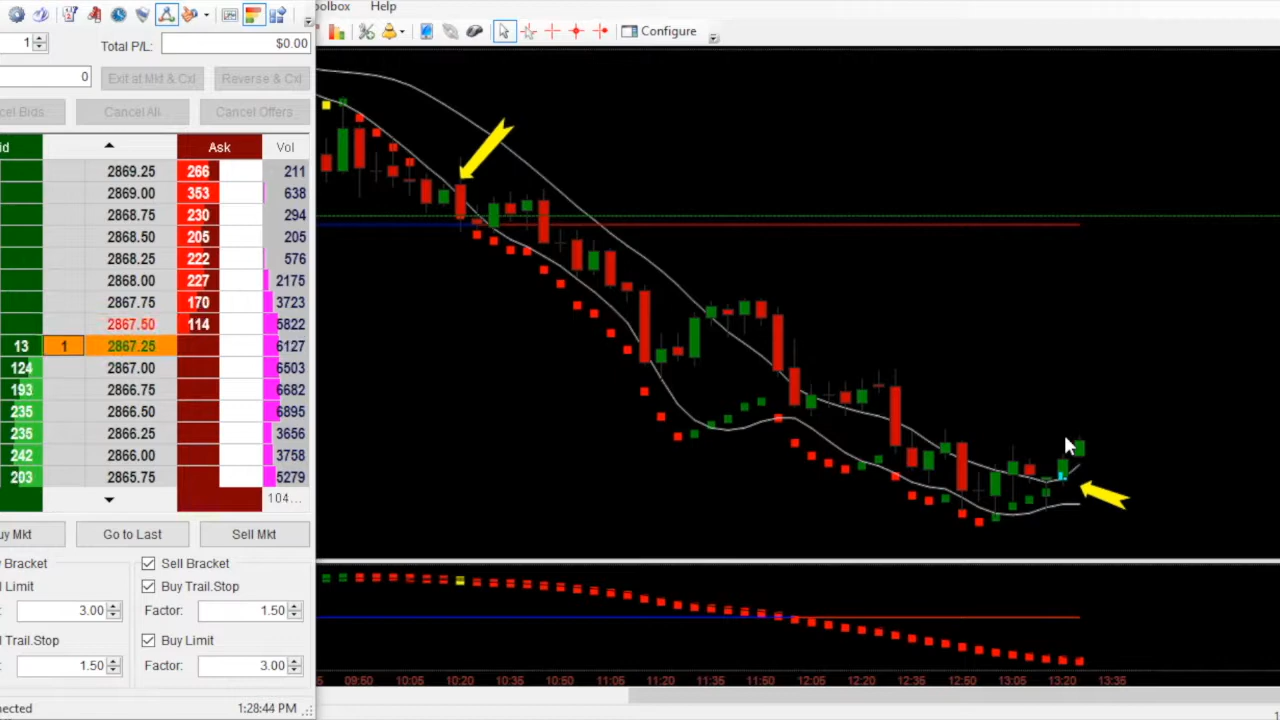 oolbox Help
1 Total P/L: $0.00
Configure
0 Exit at Mkt & Cxl Reverse & Cxl
cel Bids Cancel All Cancel Offers
id Ask Vol
2869.25 266 211
2869.00 353 638
2868.75 230 294
2868.50 205 205
2868.25 222 576
2868.00 227 2175
2867.75 170 3723
2867.50 114 5822
13 1 2867.25 6127
124 2867.00 6503
193 2866.75 6682
235 2866.50 6895
235 2866.25 3656
242 2866.00 3758
203 2865.75 5279
104...
uy Mkt Go to Last Sell Mkt
Bracket Sell Bracket
l Limit Buy Trail.Stop
: 3.00 Factor: 1.50
Trail.Stop Buy Limit
: 1.50 Factor: 3.00
nected 1:28:44 PM
5 09:50 10:05 10:20 10:35 10:50 11:05 11:20 11:35 11:50 12:05 12:20 12:35 12:50 13:05 13:20 13:35